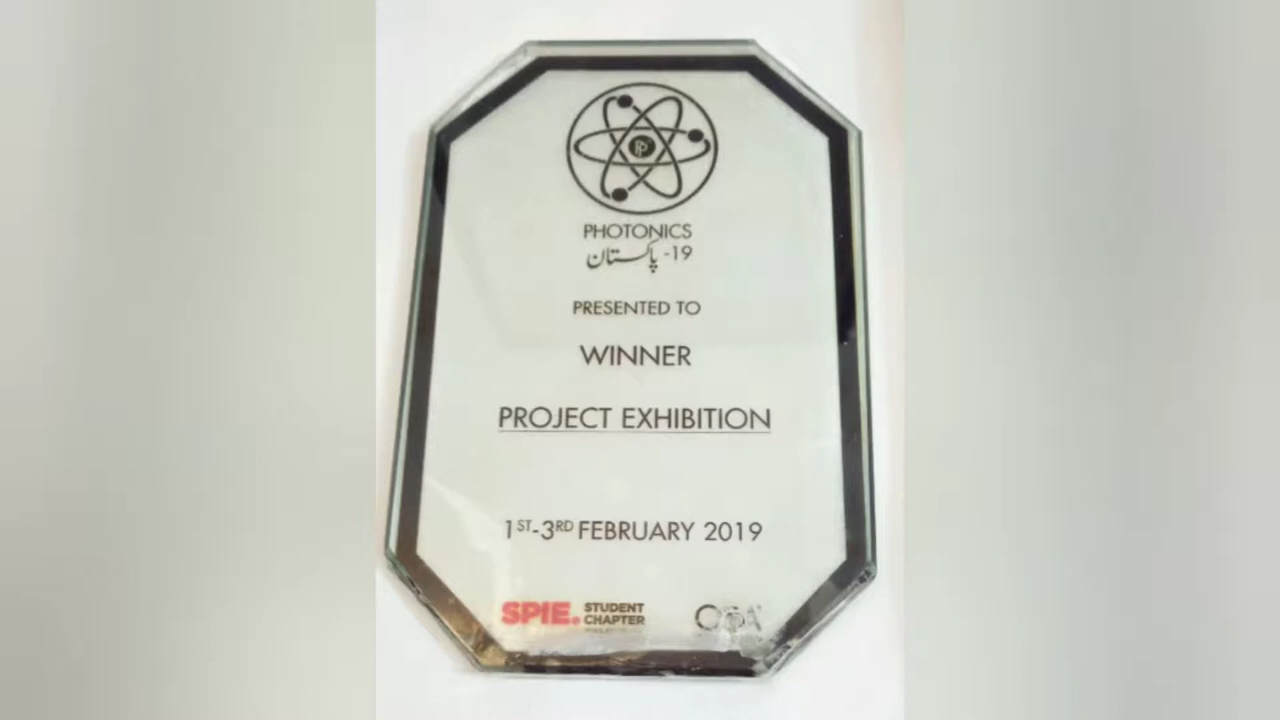 PHOTONICS
پاکستان -19
PRESENTED TO
WINNER
PROJECT EXHIBITION
1ST-3RD FEBRUARY 2019
SPIE. STUDENT
CHAPTER
OSA